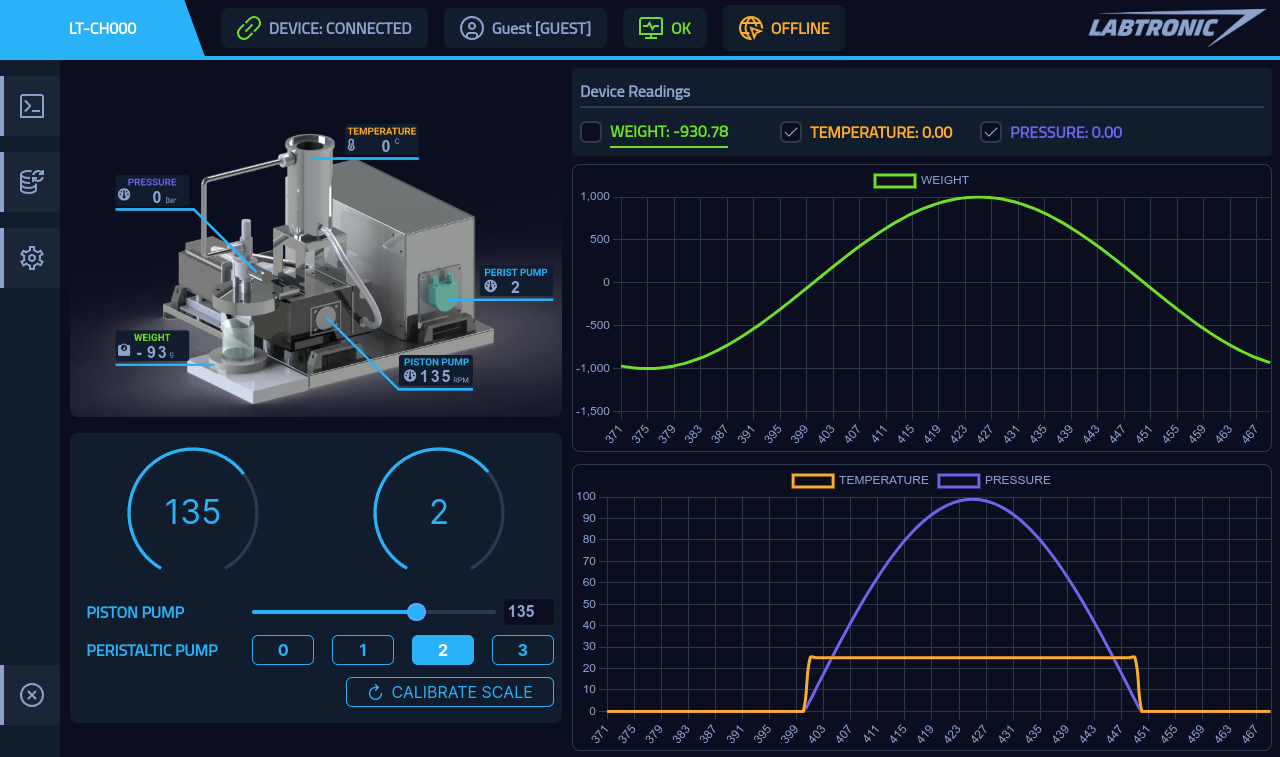 LT-CH000
DEVICE: CONNECTED
Guest [GUEST]
OK
OFFLINE
LABTRONIC
TEMPERATURE
0 C
PRESSURE
0 Bar
PERIST PUMP
2
WEIGHT
- 93 g
PISTON PUMP
135 RPM
135
2
PISTON PUMP
135
PERISTALTIC PUMP
0 1 2 3
CALIBRATE SCALE
Device Readings
WEIGHT: -930.78
TEMPERATURE: 0.00
PRESSURE: 0.00
WEIGHT
1,000
500
0
-500
-1,000
-1,500
371 375 379 383 387 391 395 399 403 407 411 415 419 423 427 431 435 439 443 447 451 455 459 463 467
TEMPERATURE PRESSURE
100
90
80
70
60
50
40
30
20
10
0
371 375 379 383 387 391 395 399 403 407 411 415 419 423 427 431 435 439 443 447 451 455 459 463 467